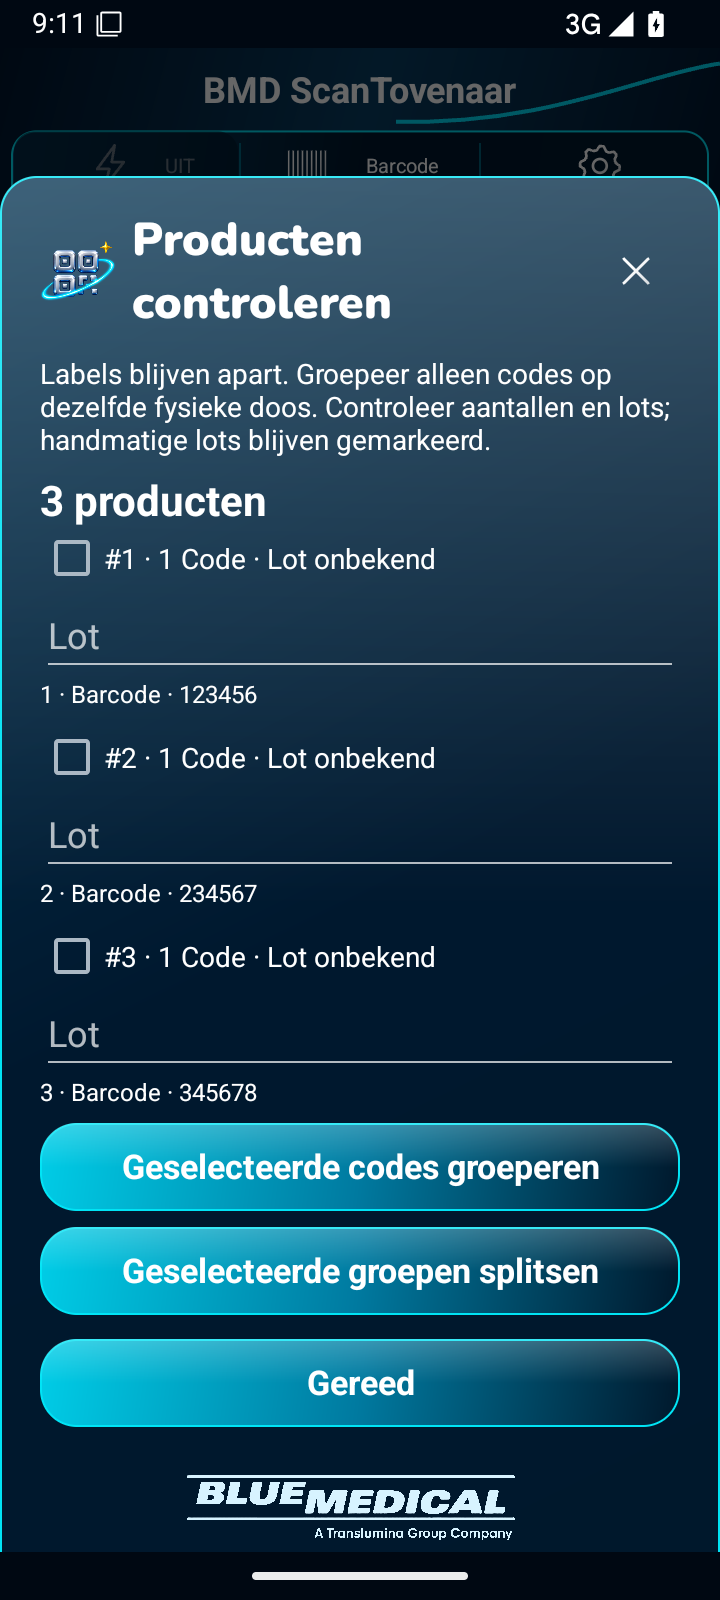 9:11
3G
BMD ScanTovenaar
UIT
Barcode
Producten
controleren
Labels blijven apart. Groepeer alleen codes op
dezelfde fysieke doos. Controleer aantallen en lots;
handmatige lots blijven gemarkeerd.
3 producten
#1 · 1 Code · Lot onbekend
Lot
1 · Barcode · 123456
#2 · 1 Code · Lot onbekend
Lot
2 · Barcode · 234567
#3 · 1 Code · Lot onbekend
Lot
3 · Barcode · 345678
Geselecteerde codes groeperen
Geselecteerde groepen splitsen
Gereed
BLUEMEDICAL
A Translumina Group Company